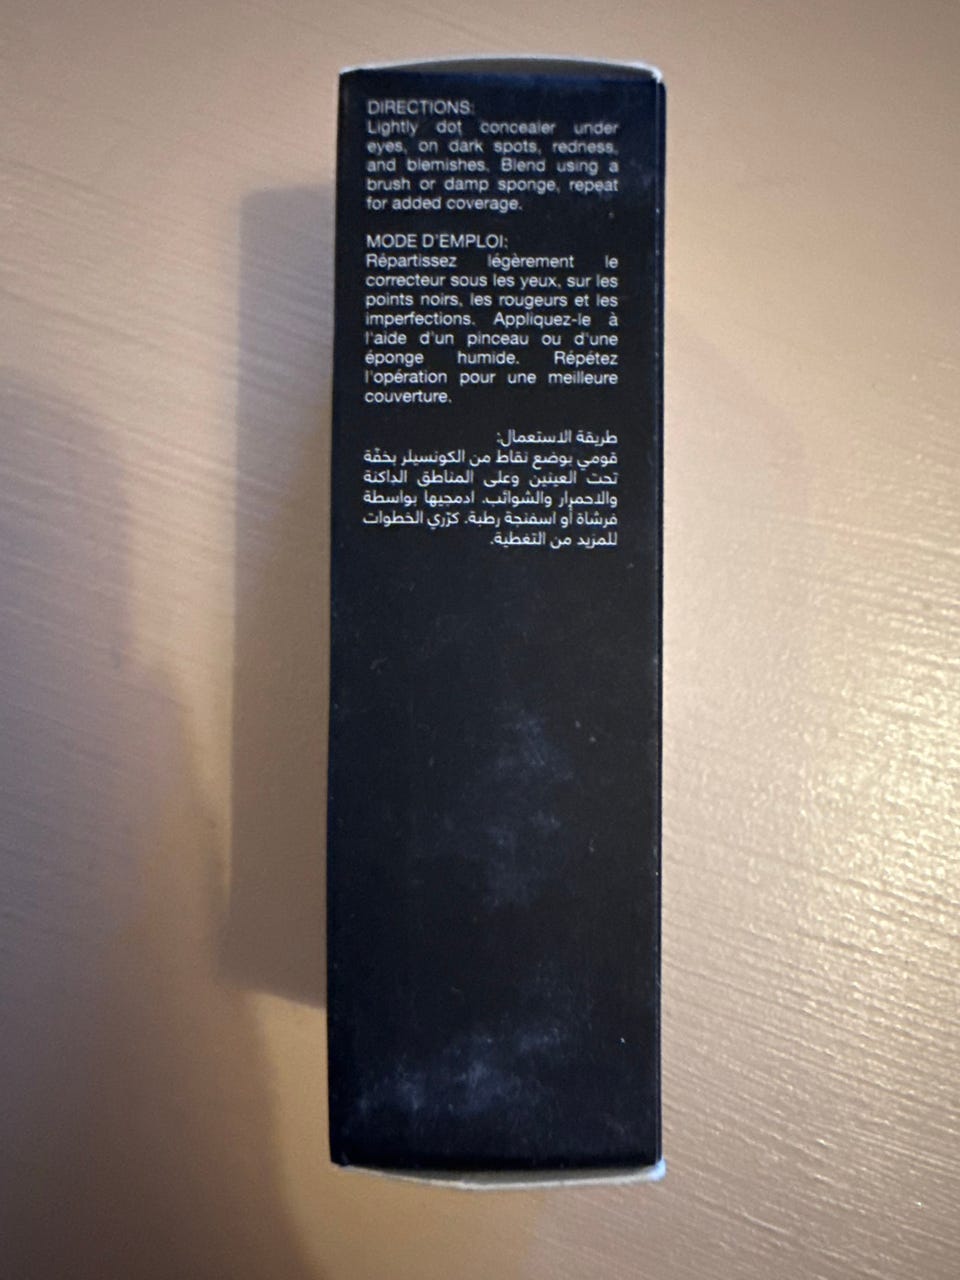 DIRECTIONS:
Lightly dot concealer under
eyes, on dark spots, redness,
and blemishes. Blend using a
brush or damp sponge, repeat
for added coverage.
MODE D'EMPLOI:
Répartissez légèrement le
correcteur sous les yeux, sur les
points noirs, les rougeurs et les
imperfections. Appliquez-le à
l'aide d'un pinceau ou d'une
éponge humide. Répétez
l'opération pour une meilleure
couverture.
طريقة الاستعمال:
قومي بوضع نقاط من الكونسيلر بخفّة
تحت العينين وعلى المناطق الداكنة
والاحمرار والشوائب. ادمجيها بواسطة
فرشاة أو اسفنجة رطبة. كرّري الخطوات
للمزيد من التغطية.